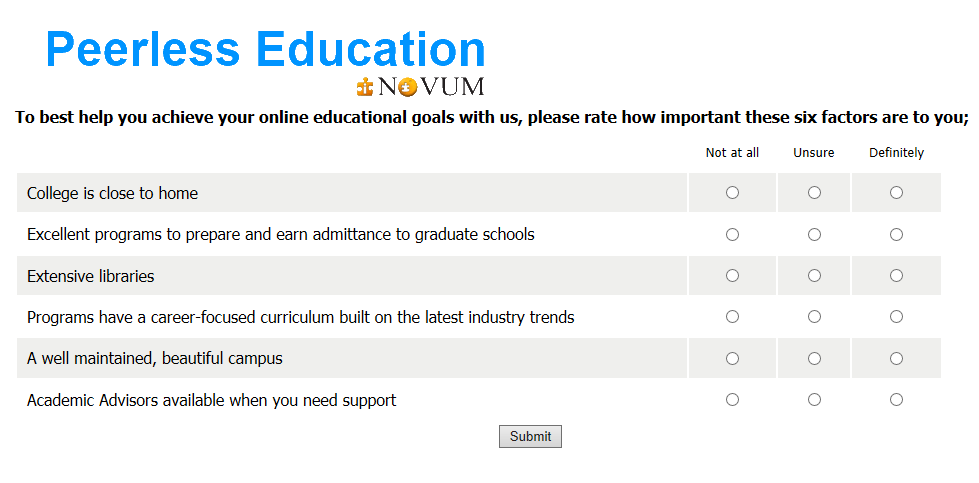 Peerless Education
NOVUM
To best help you achieve your online educational goals with us, please rate how important these six factors are to you;
Not at all Unsure Definitely
College is close to home
Excellent programs to prepare and earn admittance to graduate schools
Extensive libraries
Programs have a career-focused curriculum built on the latest industry trends
A well maintained, beautiful campus
Academic Advisors available when you need support
Submit